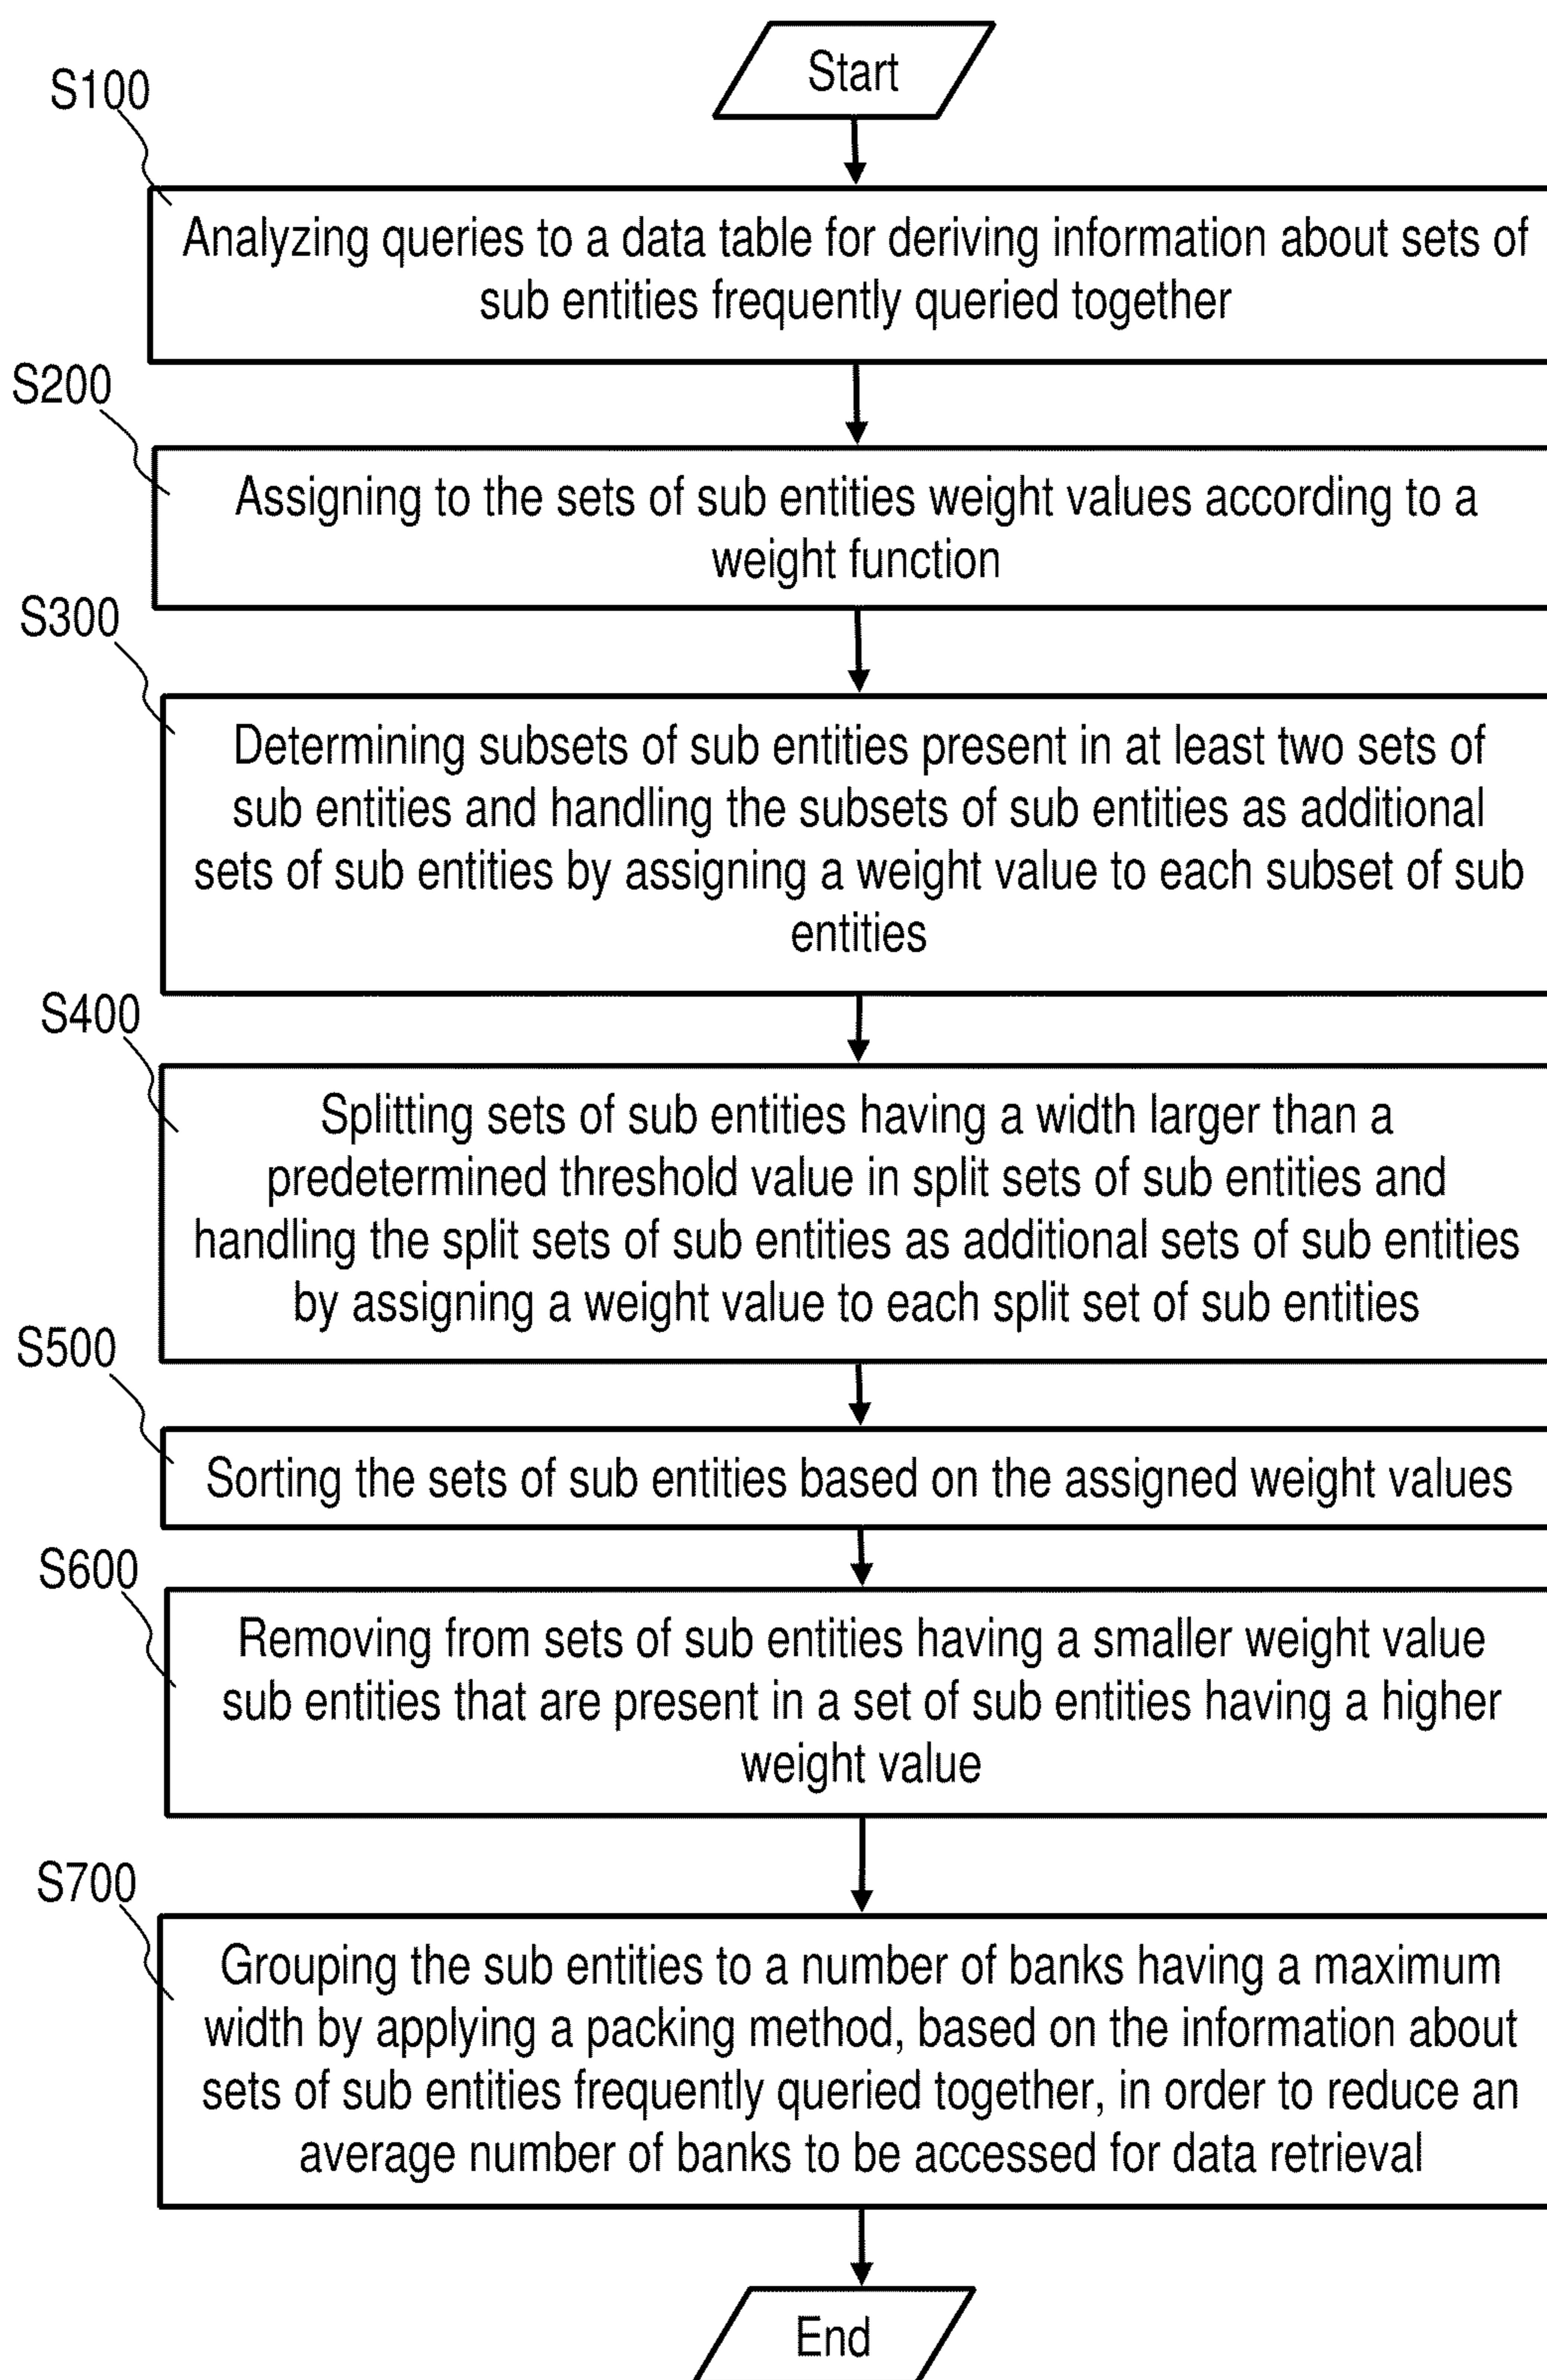 Start
S100
Analyzing queries to a data table for deriving information about sets of
sub entities frequently queried together
S200
Assigning to the sets of sub entities weight values according to a
weight function
S300
Determining subsets of sub entities present in at least two sets of
sub entities and handling the subsets of sub entities as additional
sets of sub entities by assigning a weight value to each subset of sub
entities
S400
Splitting sets of sub entities having a width larger than a
predetermined threshold value in split sets of sub entities and
handling the split sets of sub entities as additional sets of sub entities
by assigning a weight value to each split set of sub entities
S500
Sorting the sets of sub entities based on the assigned weight values
S600
Removing from sets of sub entities having a smaller weight value
sub entities that are present in a set of sub entities having a higher
weight value
S700
Grouping the sub entities to a number of banks having a maximum
width by applying a packing method, based on the information about
sets of sub entities frequently queried together, in order to reduce an
average number of banks to be accessed for data retrieval
End